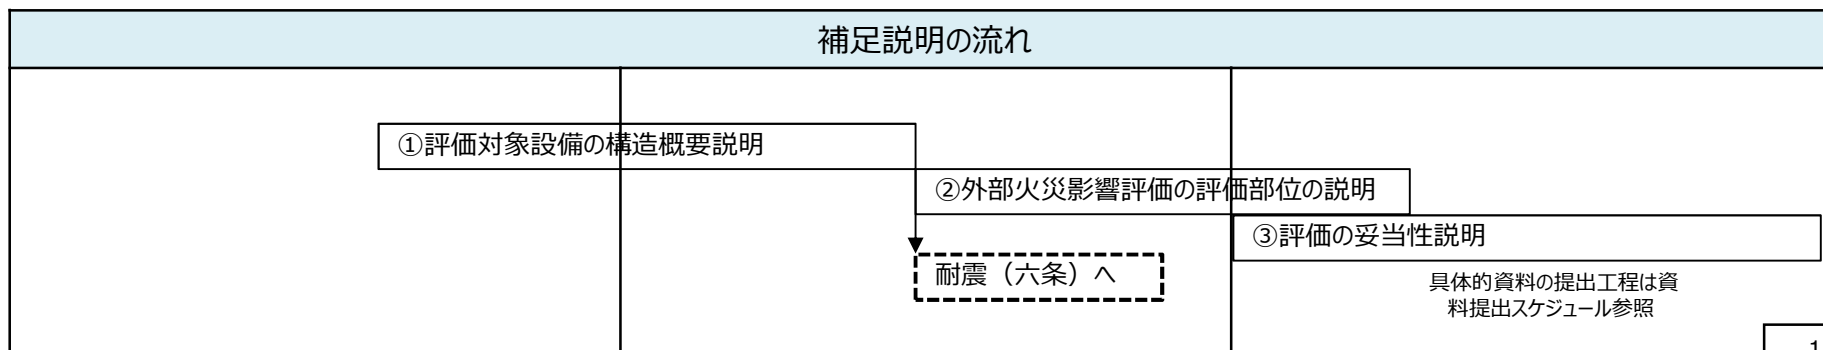 補足説明の流れ
①評価対象設備の構造概要説明
②外部火災影響評価の評価部位の説明
③評価の妥当性説明
耐震（六条）へ
具体的資料の提出工程は資
料提出スケジュール参照
1